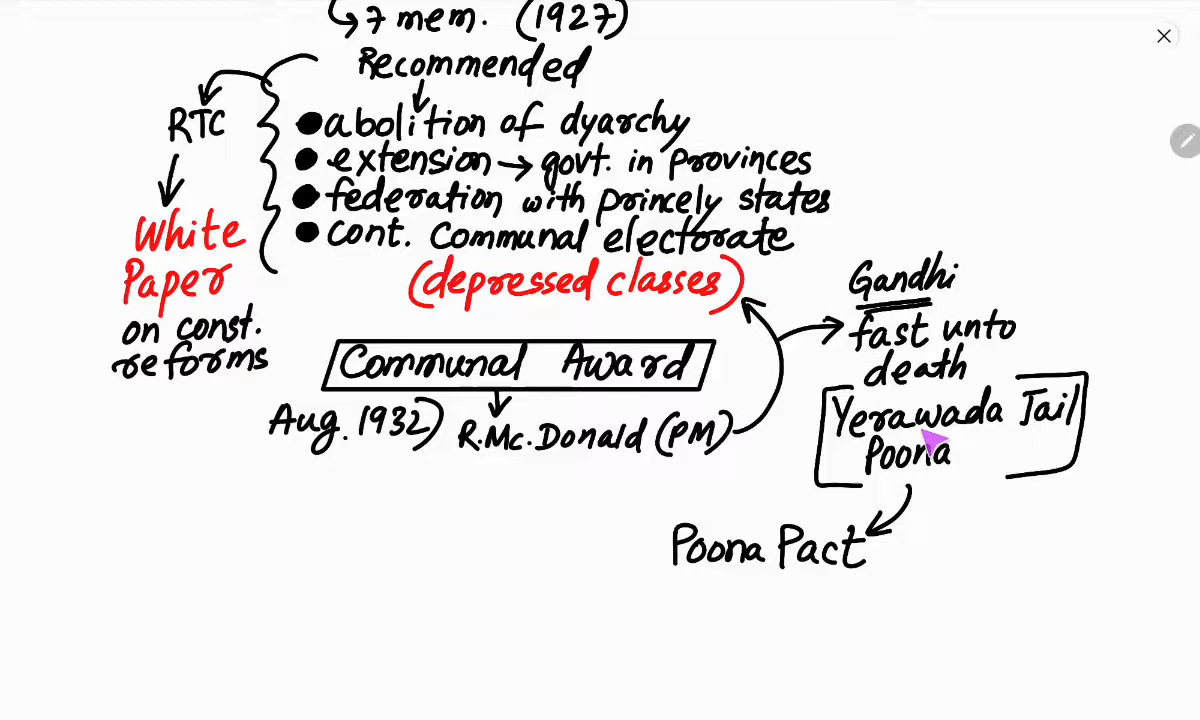 7 mem. (1927)
Recommended
RTC
● abolition of dyarchy
● extension → govt. in provinces
● federation with princely states
● cont. communal electorate
(depressed classes)
White
Paper
on const.
reforms
Communal Award
Aug. 1932)
R.Mc.Donald (PM)
Gandhi
fast unto
death
Yerawada Jail
Poona
Poona Pact